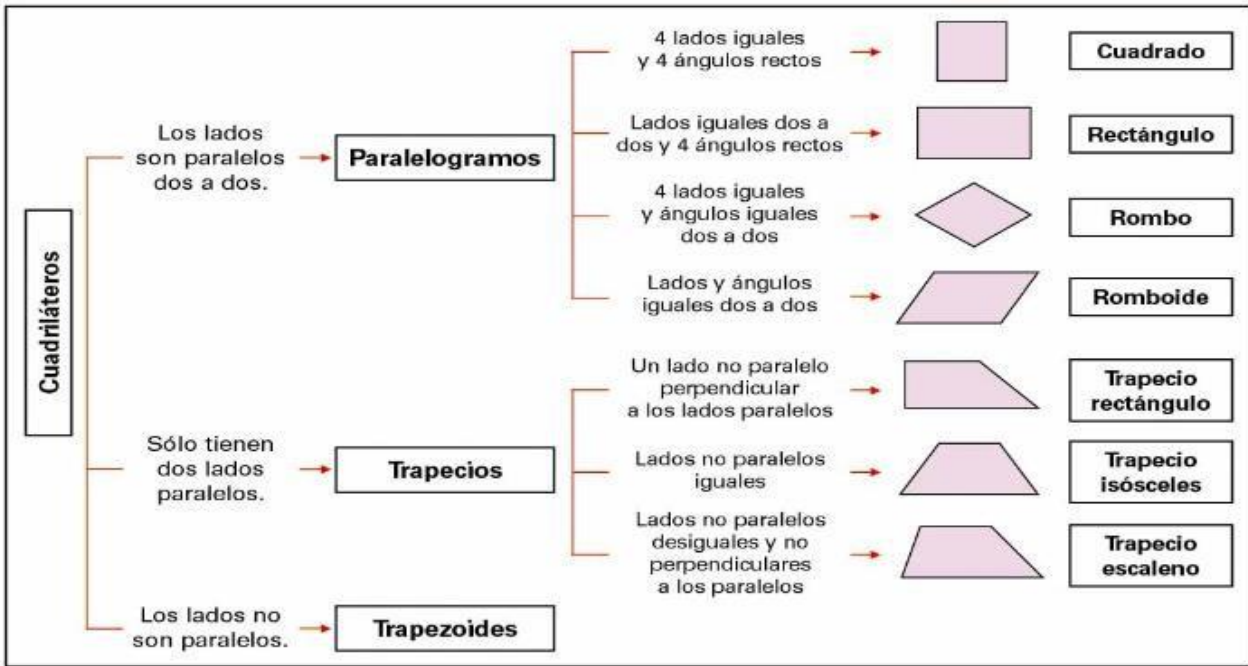 Cuadriláteros
Los lados
son paralelos
dos a dos.
Paralelogramos
4 lados iguales
y 4 ángulos rectos
Cuadrado
Lados iguales dos a
dos y 4 ángulos rectos
Rectángulo
4 lados iguales
y ángulos iguales
dos a dos
Rombo
Lados y ángulos
iguales dos a dos
Romboide
Sólo tienen
dos lados
paralelos.
Trapecios
Un lado no paralelo
perpendicular
a los lados paralelos
Trapecio
rectángulo
Lados no paralelos
iguales
Trapecio
isósceles
Lados no paralelos
desiguales y no
perpendiculares
a los paralelos
Trapecio
escaleno
Los lados no
son paralelos.
Trapezoides